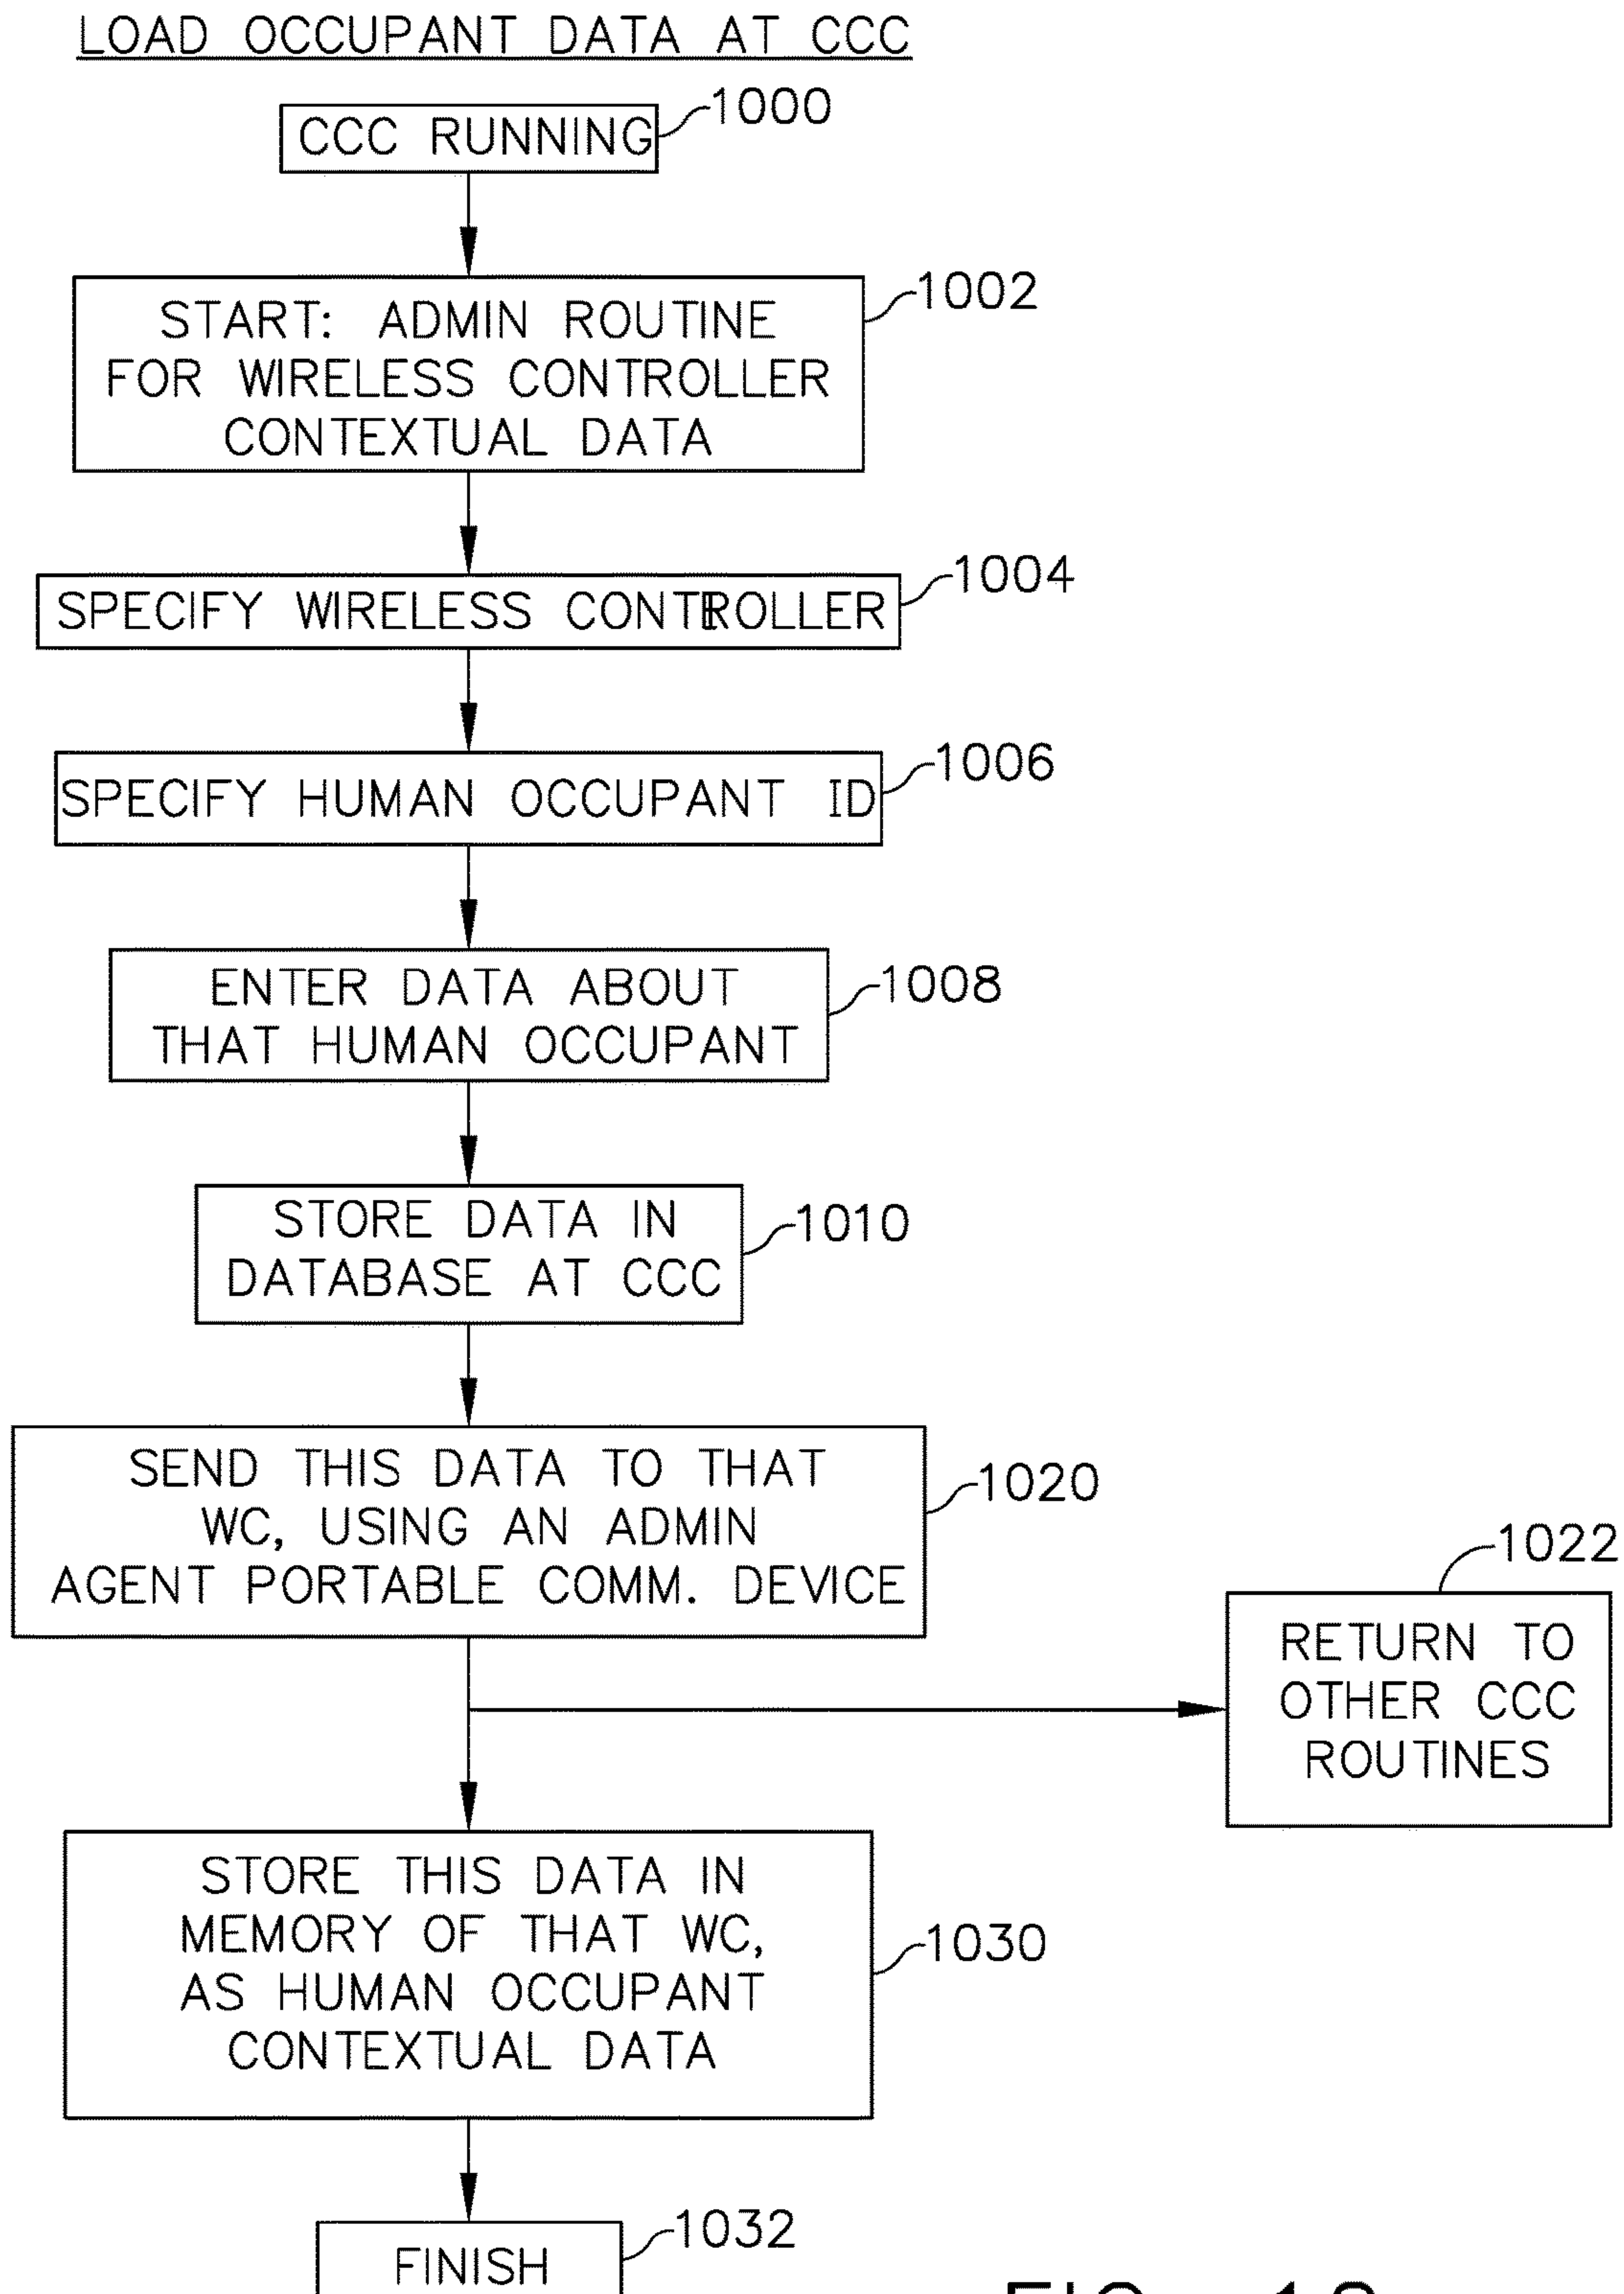 LOAD OCCUPANT DATA AT CCC
1000
CCC RUNNING
1002
START: ADMIN ROUTINE
FOR WIRELESS CONTROLLER
CONTEXTUAL DATA
1004
SPECIFY WIRELESS CONTROLLER
1006
SPECIFY HUMAN OCCUPANT ID
1008
ENTER DATA ABOUT
THAT HUMAN OCCUPANT
1010
STORE DATA IN
DATABASE AT CCC
1020
SEND THIS DATA TO THAT
WC, USING AN ADMIN
AGENT PORTABLE COMM. DEVICE
1022
RETURN TO
OTHER CCC
ROUTINES
1030
STORE THIS DATA IN
MEMORY OF THAT WC,
AS HUMAN OCCUPANT
CONTEXTUAL DATA
1032
FINISH